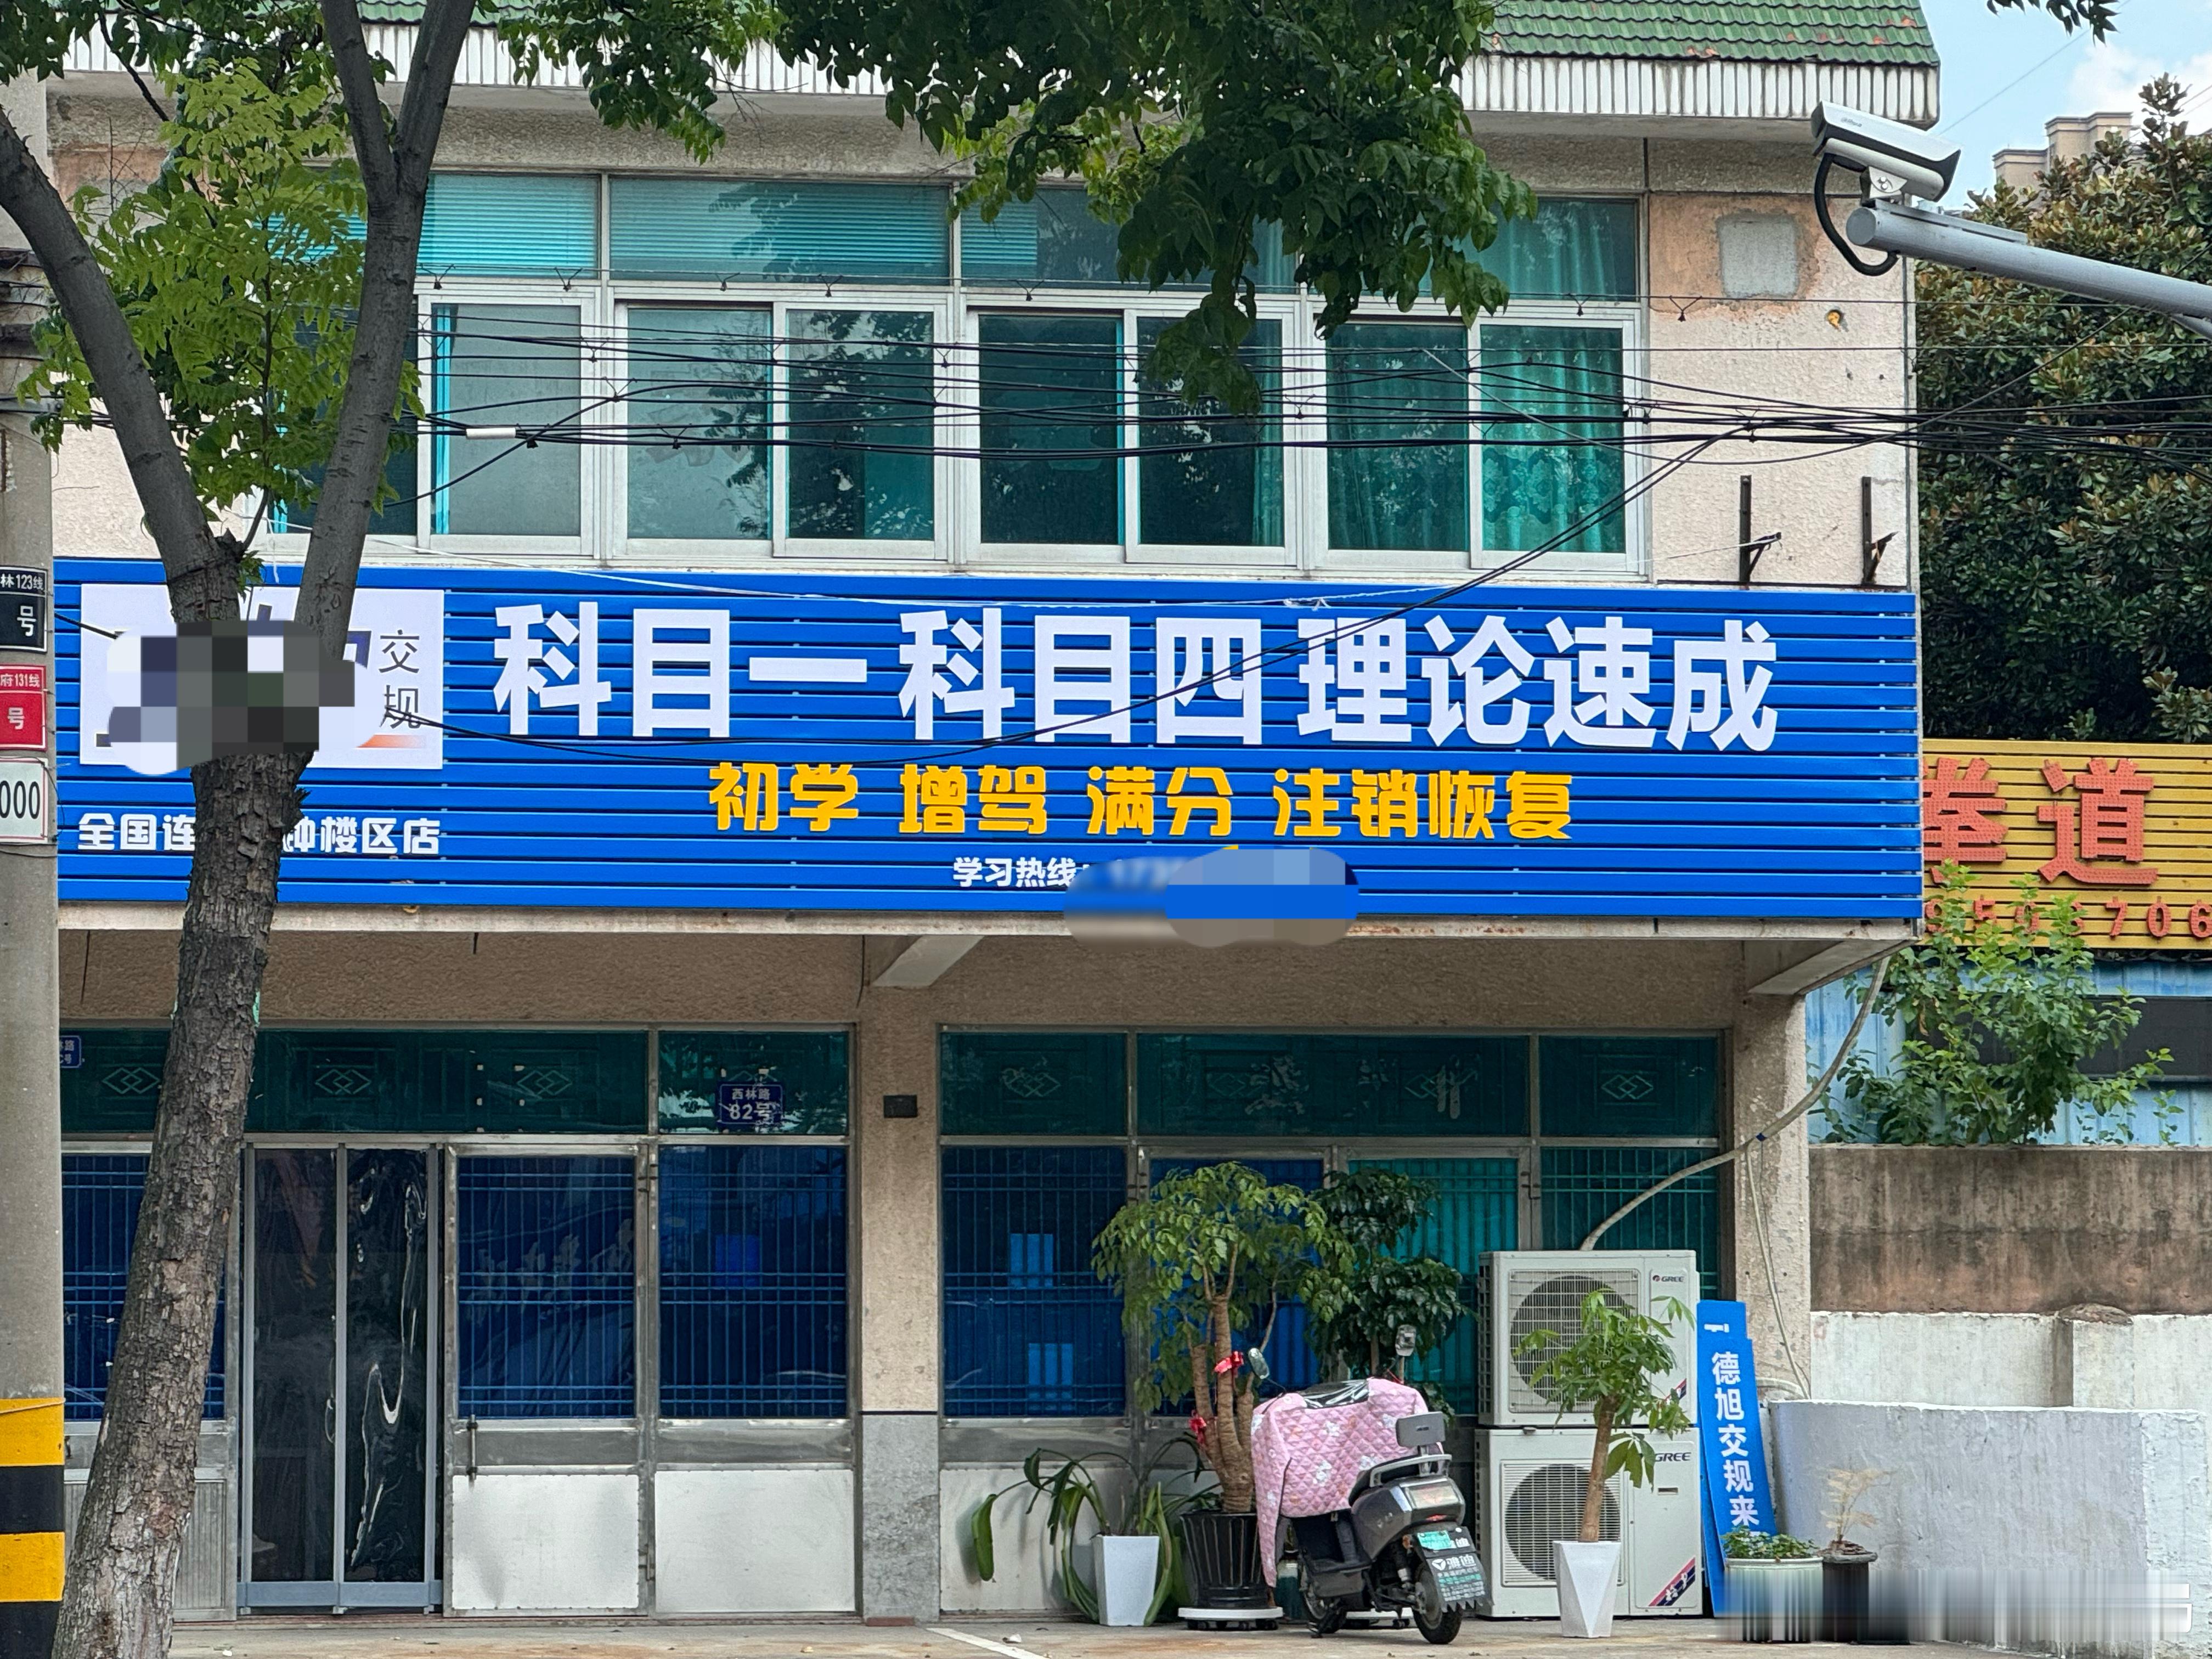 交规
科目一科目四理论速成
初学 增驾 满分 注销恢复
全国连
钟楼区店
学习热线:
林123线
号
府131线
号
000
拳道
706
西林路
82号
GREE
GREE
德旭交规来